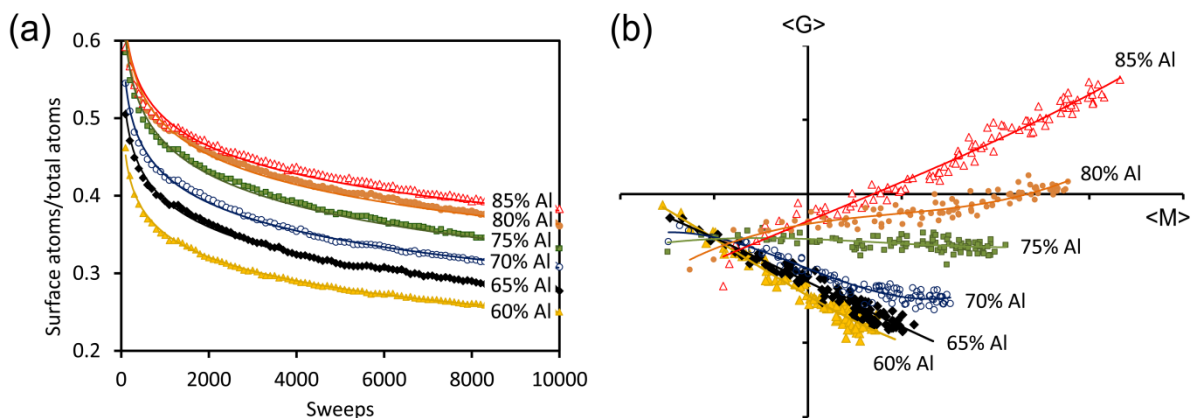 (a)
Surface atoms/total atoms
0.6
0.5
0.4
0.3
0.2
0
2000
4000
6000
8000
10000
Sweeps
85% Al
80% Al
75% Al
70% Al
65% Al
60% Al
(b)
<G>
<M>
85% Al
80% Al
75% Al
70% Al
65% Al
60% Al